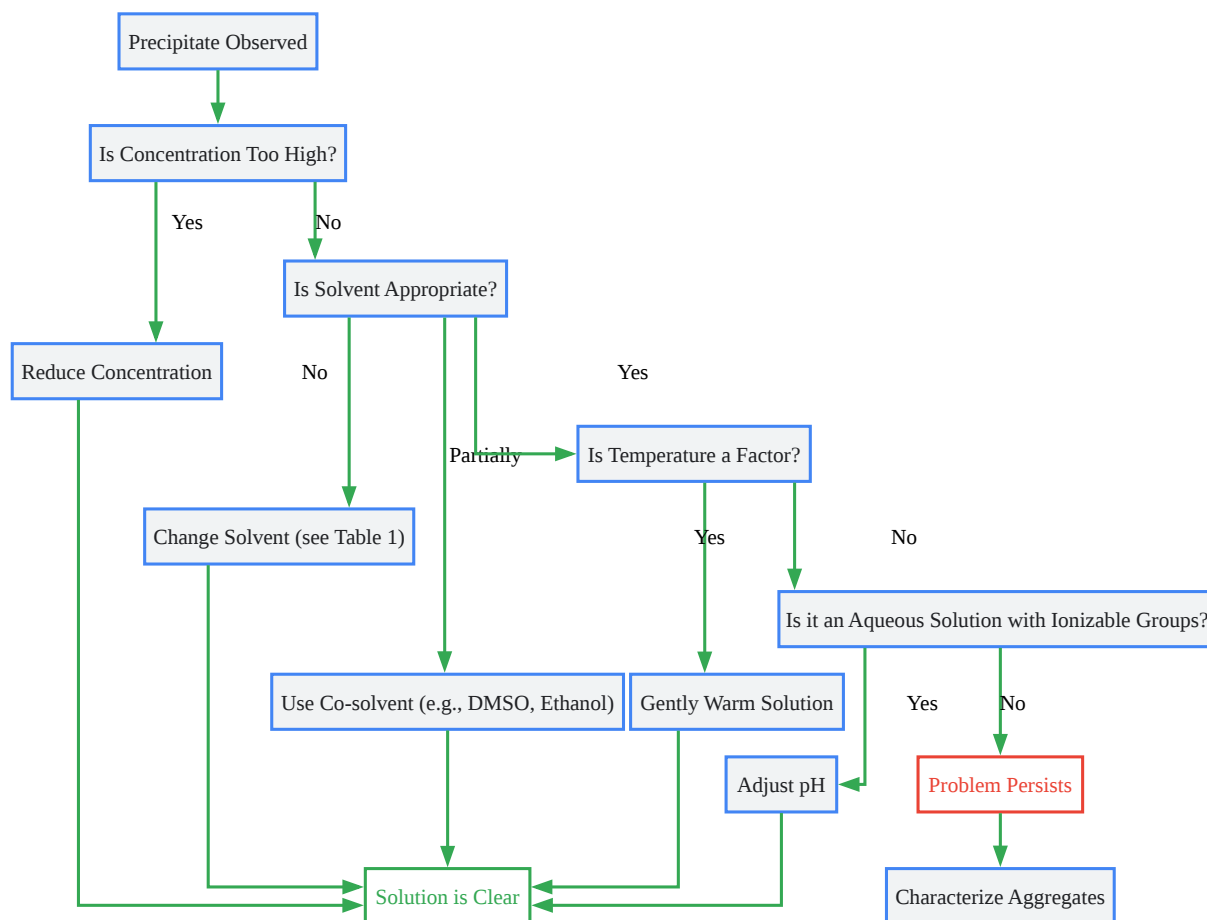 Precipitate Observed
Is Concentration Too High?
Yes
No
Is Solvent Appropriate?
Reduce Concentration
No
Yes
Partially
Is Temperature a Factor?
Change Solvent (see Table 1)
Yes
No
Is it an Aqueous Solution with Ionizable Groups?
Use Co-solvent (e.g., DMSO, Ethanol)
Gently Warm Solution
Yes
No
Adjust pH
Problem Persists
Solution is Clear
Characterize Aggregates